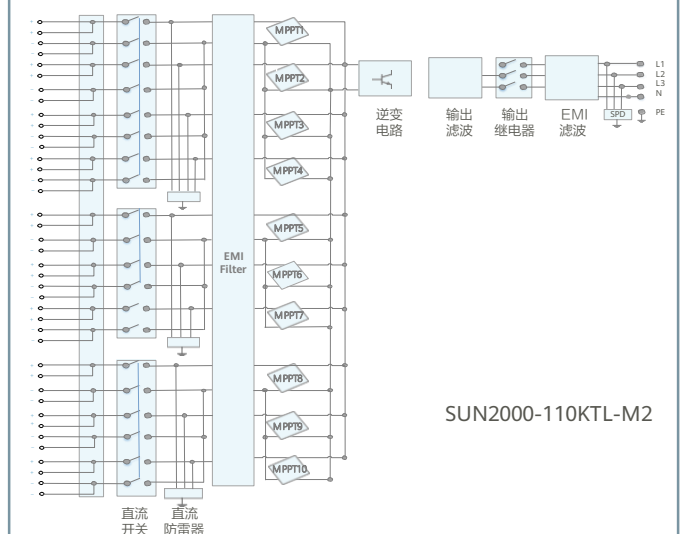 MPPT1
MPPT2
MPPT3
MPPT4
MPPT5
MPPT6
MPPT7
MPPT8
MPPT9
MPPT10
EMI
Filter
逆变
电路
输出
滤波
输出
继电器
EMI
滤波
SPD
L1
L2
L3
N
PE
SUN2000-110KTL-M2
直流
开关
直流
防雷器